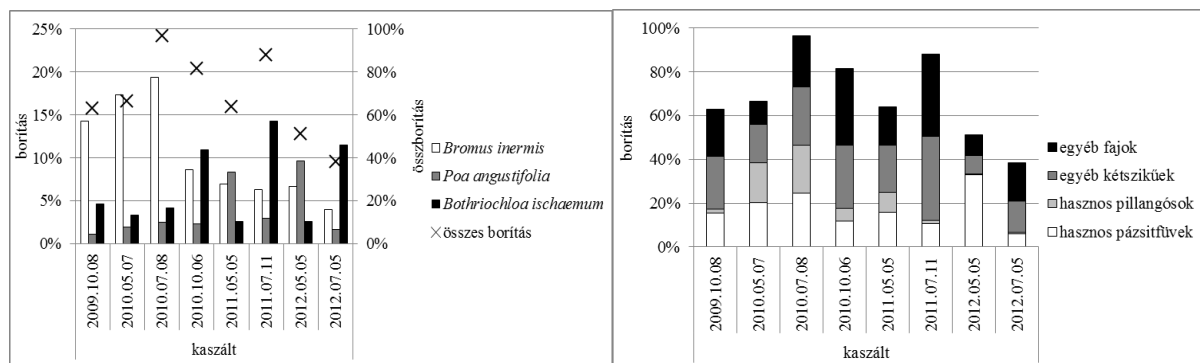 25%
20%
15%
10%
5%
0%
borítás
100%
80%
60%
40%
20%
0%
összborítás
2009.10.08
2010.05.07
2010.07.08
2010.10.06
2011.05.05
2011.07.11
2012.05.05
2012.07.05
kaszált
Bromus inermis
Poa angustifolia
Bothriochloa ischaemum
összes borítás
100%
80%
60%
40%
20%
0%
borítás
2009.10.08
2010.05.07
2010.07.08
2010.10.06
2011.05.05
2011.07.11
2012.05.05
2012.07.05
kaszált
egyéb fajok
egyéb kétszikűek
hasznos pillangósok
hasznos pázsitfüvek